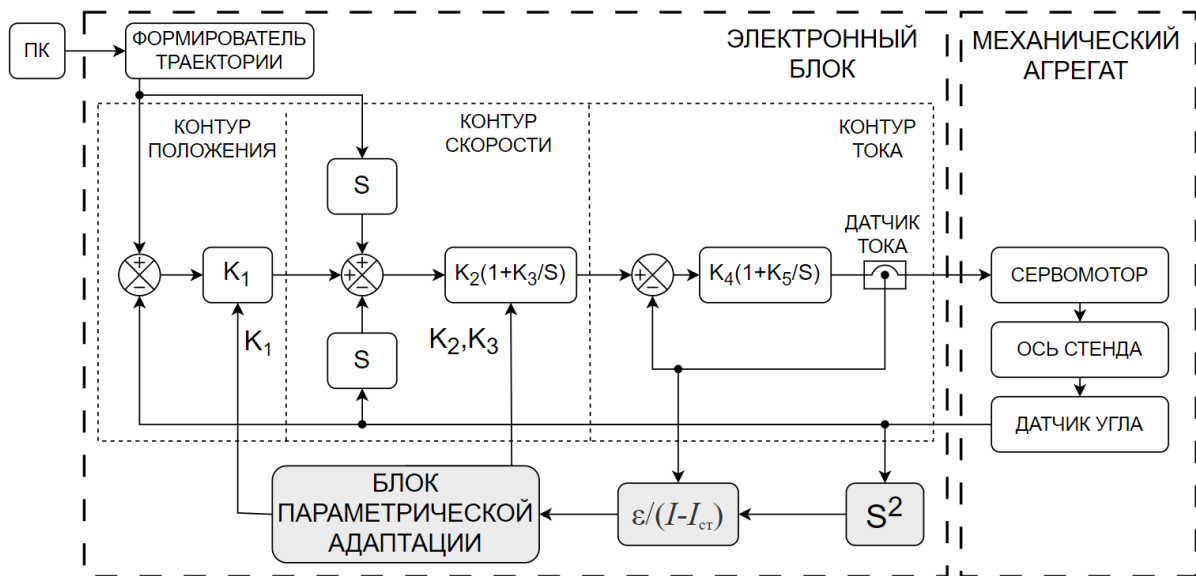 ПК
ФОРМИРОВАТЕЛЬ
ТРАЕКТОРИИ
ЭЛЕКТРОННЫЙ
БЛОК
МЕХАНИЧЕСКИЙ
АГРЕГАТ
КОНТУР
ПОЛОЖЕНИЯ
КОНТУР
СКОРОСТИ
КОНТУР
ТОКА
S
ДАТЧИК
ТОКА
+
−
K₁
+
+
−
K₂(1+K₃/S)
+
−
K₄(1+K₅/S)
СЕРВОМОТОР
K₁
S
K₂,K₃
ОСЬ СТЕНДА
ДАТЧИК УГЛА
БЛОК
ПАРАМЕТРИЧЕСКОЙ
АДАПТАЦИИ
ε/(I-Iст)
S²